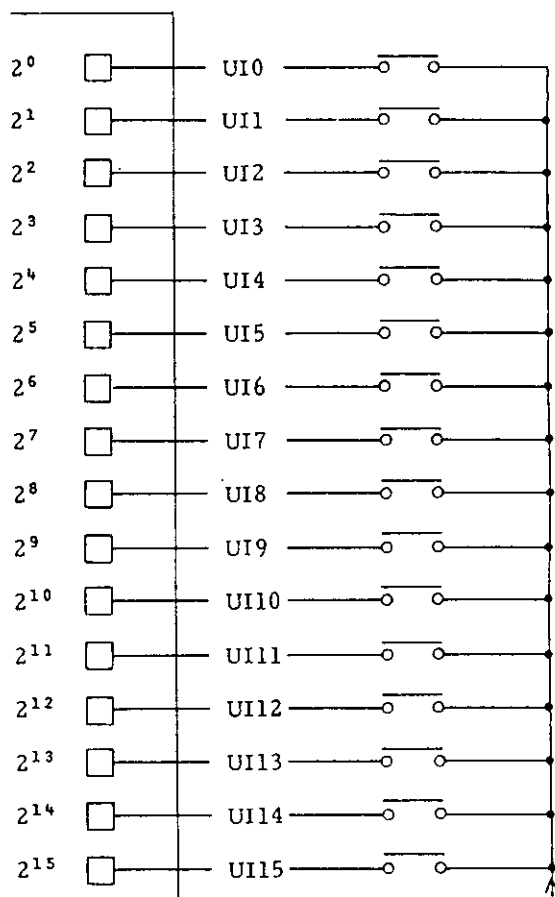 2⁰ UI0
2¹ UI1
2² UI2
2³ UI3
2⁴ UI4
2⁵ UI5
2⁶ UI6
2⁷ UI7
2⁸ UI8
2⁹ UI9
2¹⁰ UI10
2¹¹ UI11
2¹² UI12
2¹³ UI13
2¹⁴ UI14
2¹⁵ UI15